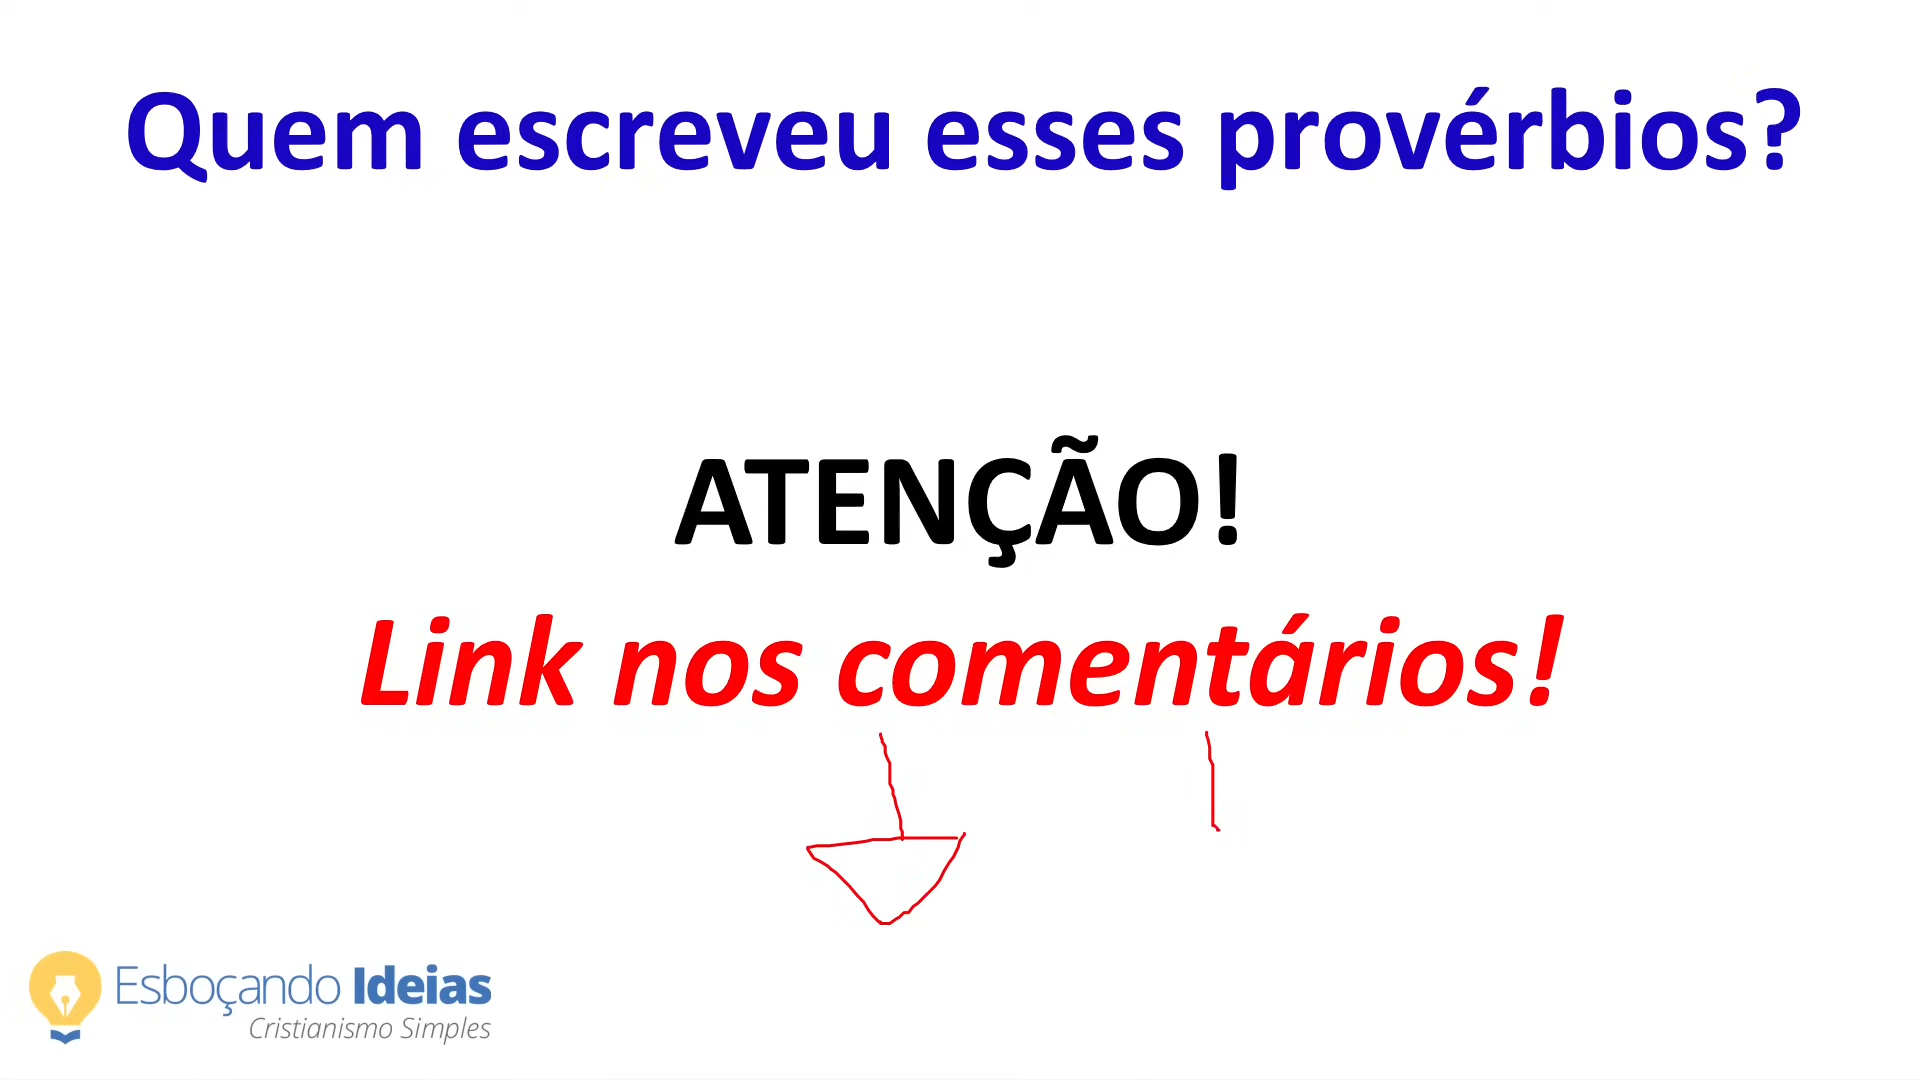 Quem escreveu esses provérbios?
ATENÇÃO!
Link nos comentários!
Esboçando Ideias
Cristianismo Simples